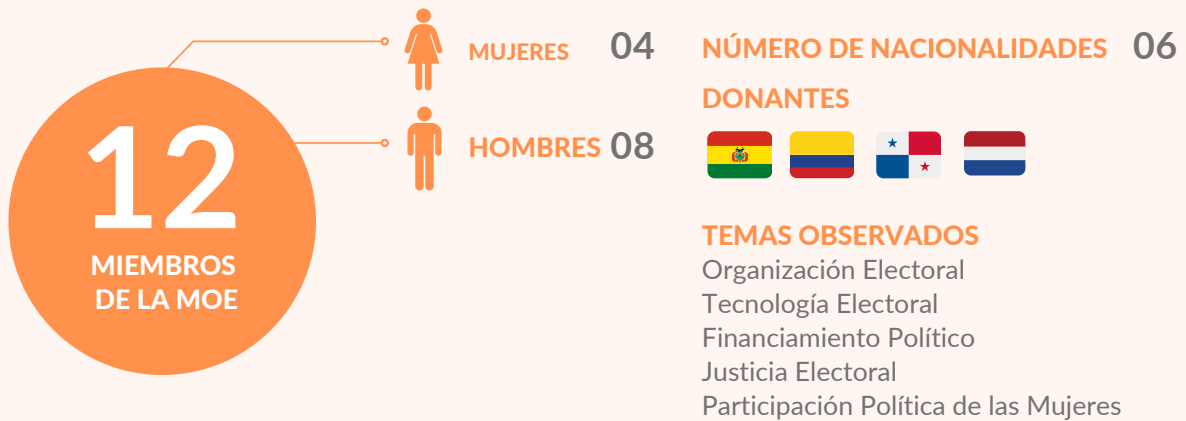 12
MIEMBROS
DE LA MOE
MUJERES 04
HOMBRES 08
NÚMERO DE NACIONALIDADES 06
DONANTES
TEMAS OBSERVADOS
Organización Electoral
Tecnología Electoral
Financiamiento Político
Justicia Electoral
Participación Política de las Mujeres